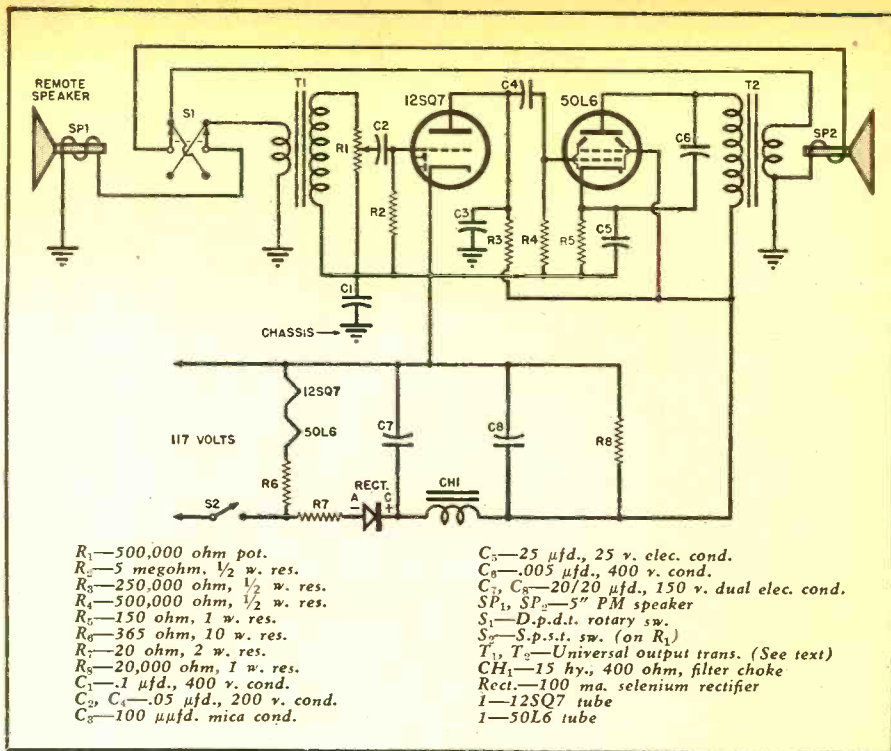 REMOTE
SPEAKER
SP1
S1
T1
R1
C2
12SQ7
C4
50L6
T2
C6
SP2
R2
C3
R3
R4
R5
C5
C1
CHASSIS
12SQ7
50L6
117 VOLTS
C7
C8
R8
R6
RECT.
CH1
S2
R7
A
C
−
+
R₁—500,000 ohm pot.
R₂—5 megohm, ½ w. res.
R₃—250,000 ohm, ½ w. res.
R₄—500,000 ohm, ½ w. res.
R₅—150 ohm, 1 w. res.
R₆—365 ohm, 10 w. res.
R₇—20 ohm, 2 w. res.
R₈—20,000 ohm, 1 w. res.
C₁—.1 µfd., 400 v. cond.
C₂, C₄—.05 µfd., 200 v. cond.
C₃—100 µµfd. mica cond.
C₅—25 µfd., 25 v. elec. cond.
C₆—.005 µfd., 400 v. cond.
C₇, C₈—20/20 µfd., 150 v. dual elec. cond.
SP₁, SP₂—5" PM speaker
S₁—D.p.d.t. rotary sw.
S₂—S.p.s.t. sw. (on R₁)
T₁, T₂—Universal output trans. (See text)
CH₁—15 hy., 400 ohm, filter choke
Rect.—100 ma. selenium rectifier
1—12SQ7 tube
1—50L6 tube